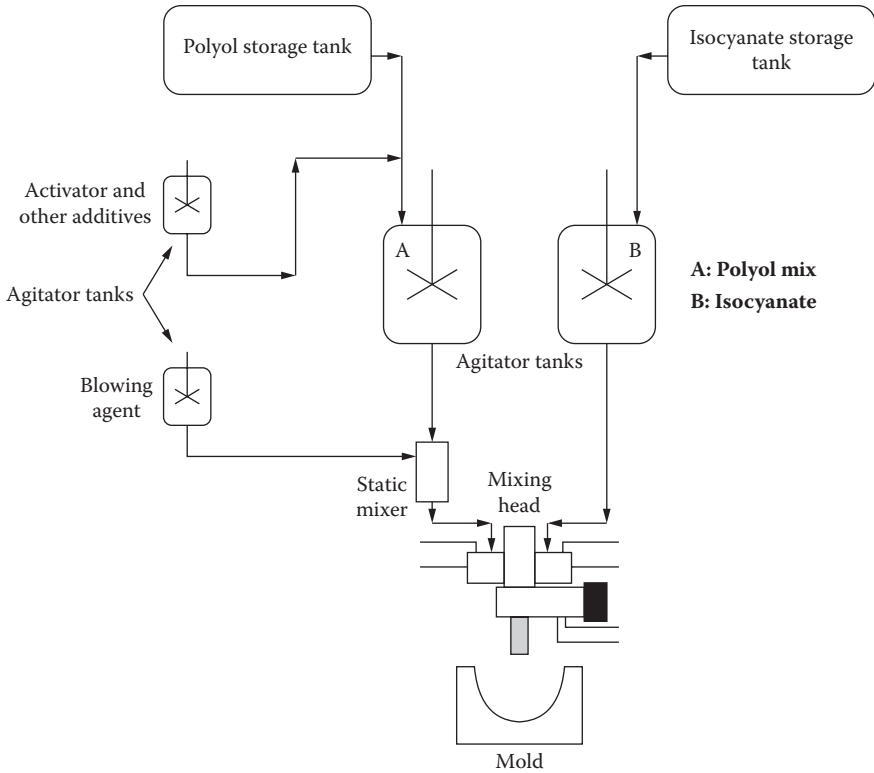 Polyol storage tank
Isocyanate storage
tank
Activator and
other additives
A
B
A: Polyol mix
B: Isocyanate
Agitator tanks
Agitator tanks
Blowing
agent
Static
mixer
Mixing
head
Mold